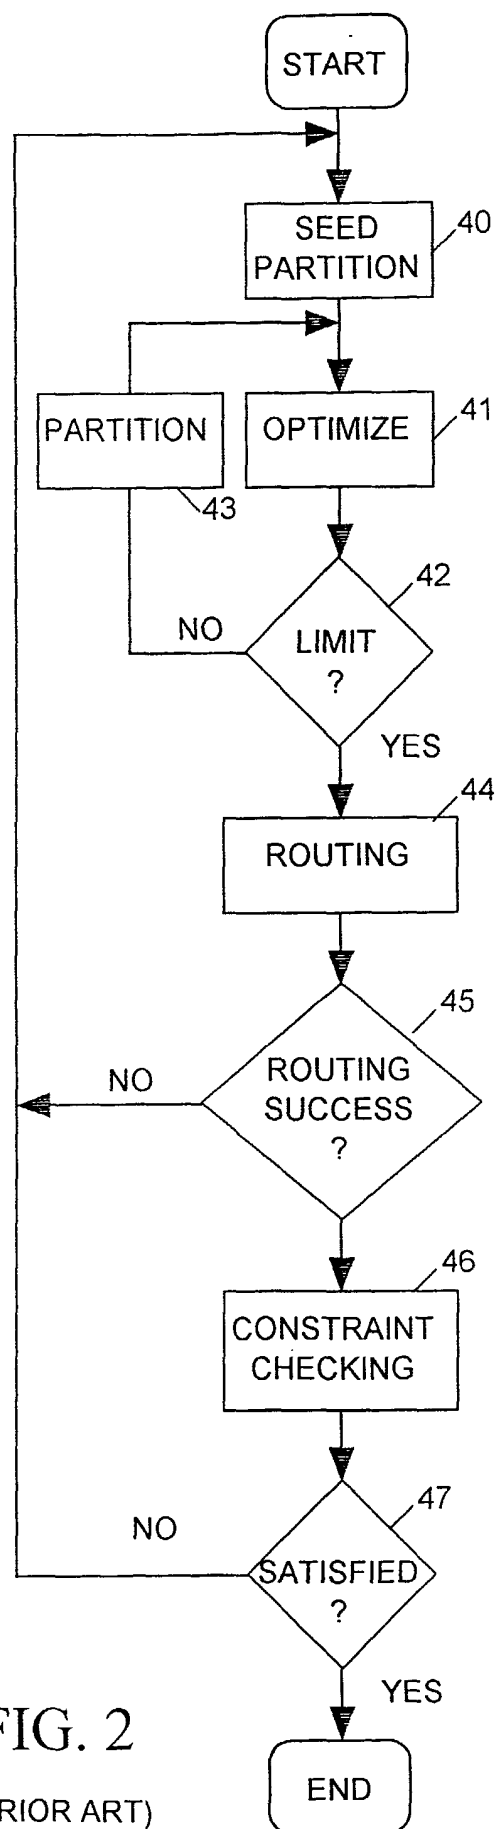 START
SEED
PARTITION
40
PARTITION
43
OPTIMIZE
41
LIMIT
?
42
NO
YES
ROUTING
44
ROUTING
SUCCESS
?
45
NO
CONSTRAINT
CHECKING
46
SATISFIED
?
47
NO
YES
END
FIG. 2
RIOR ART)